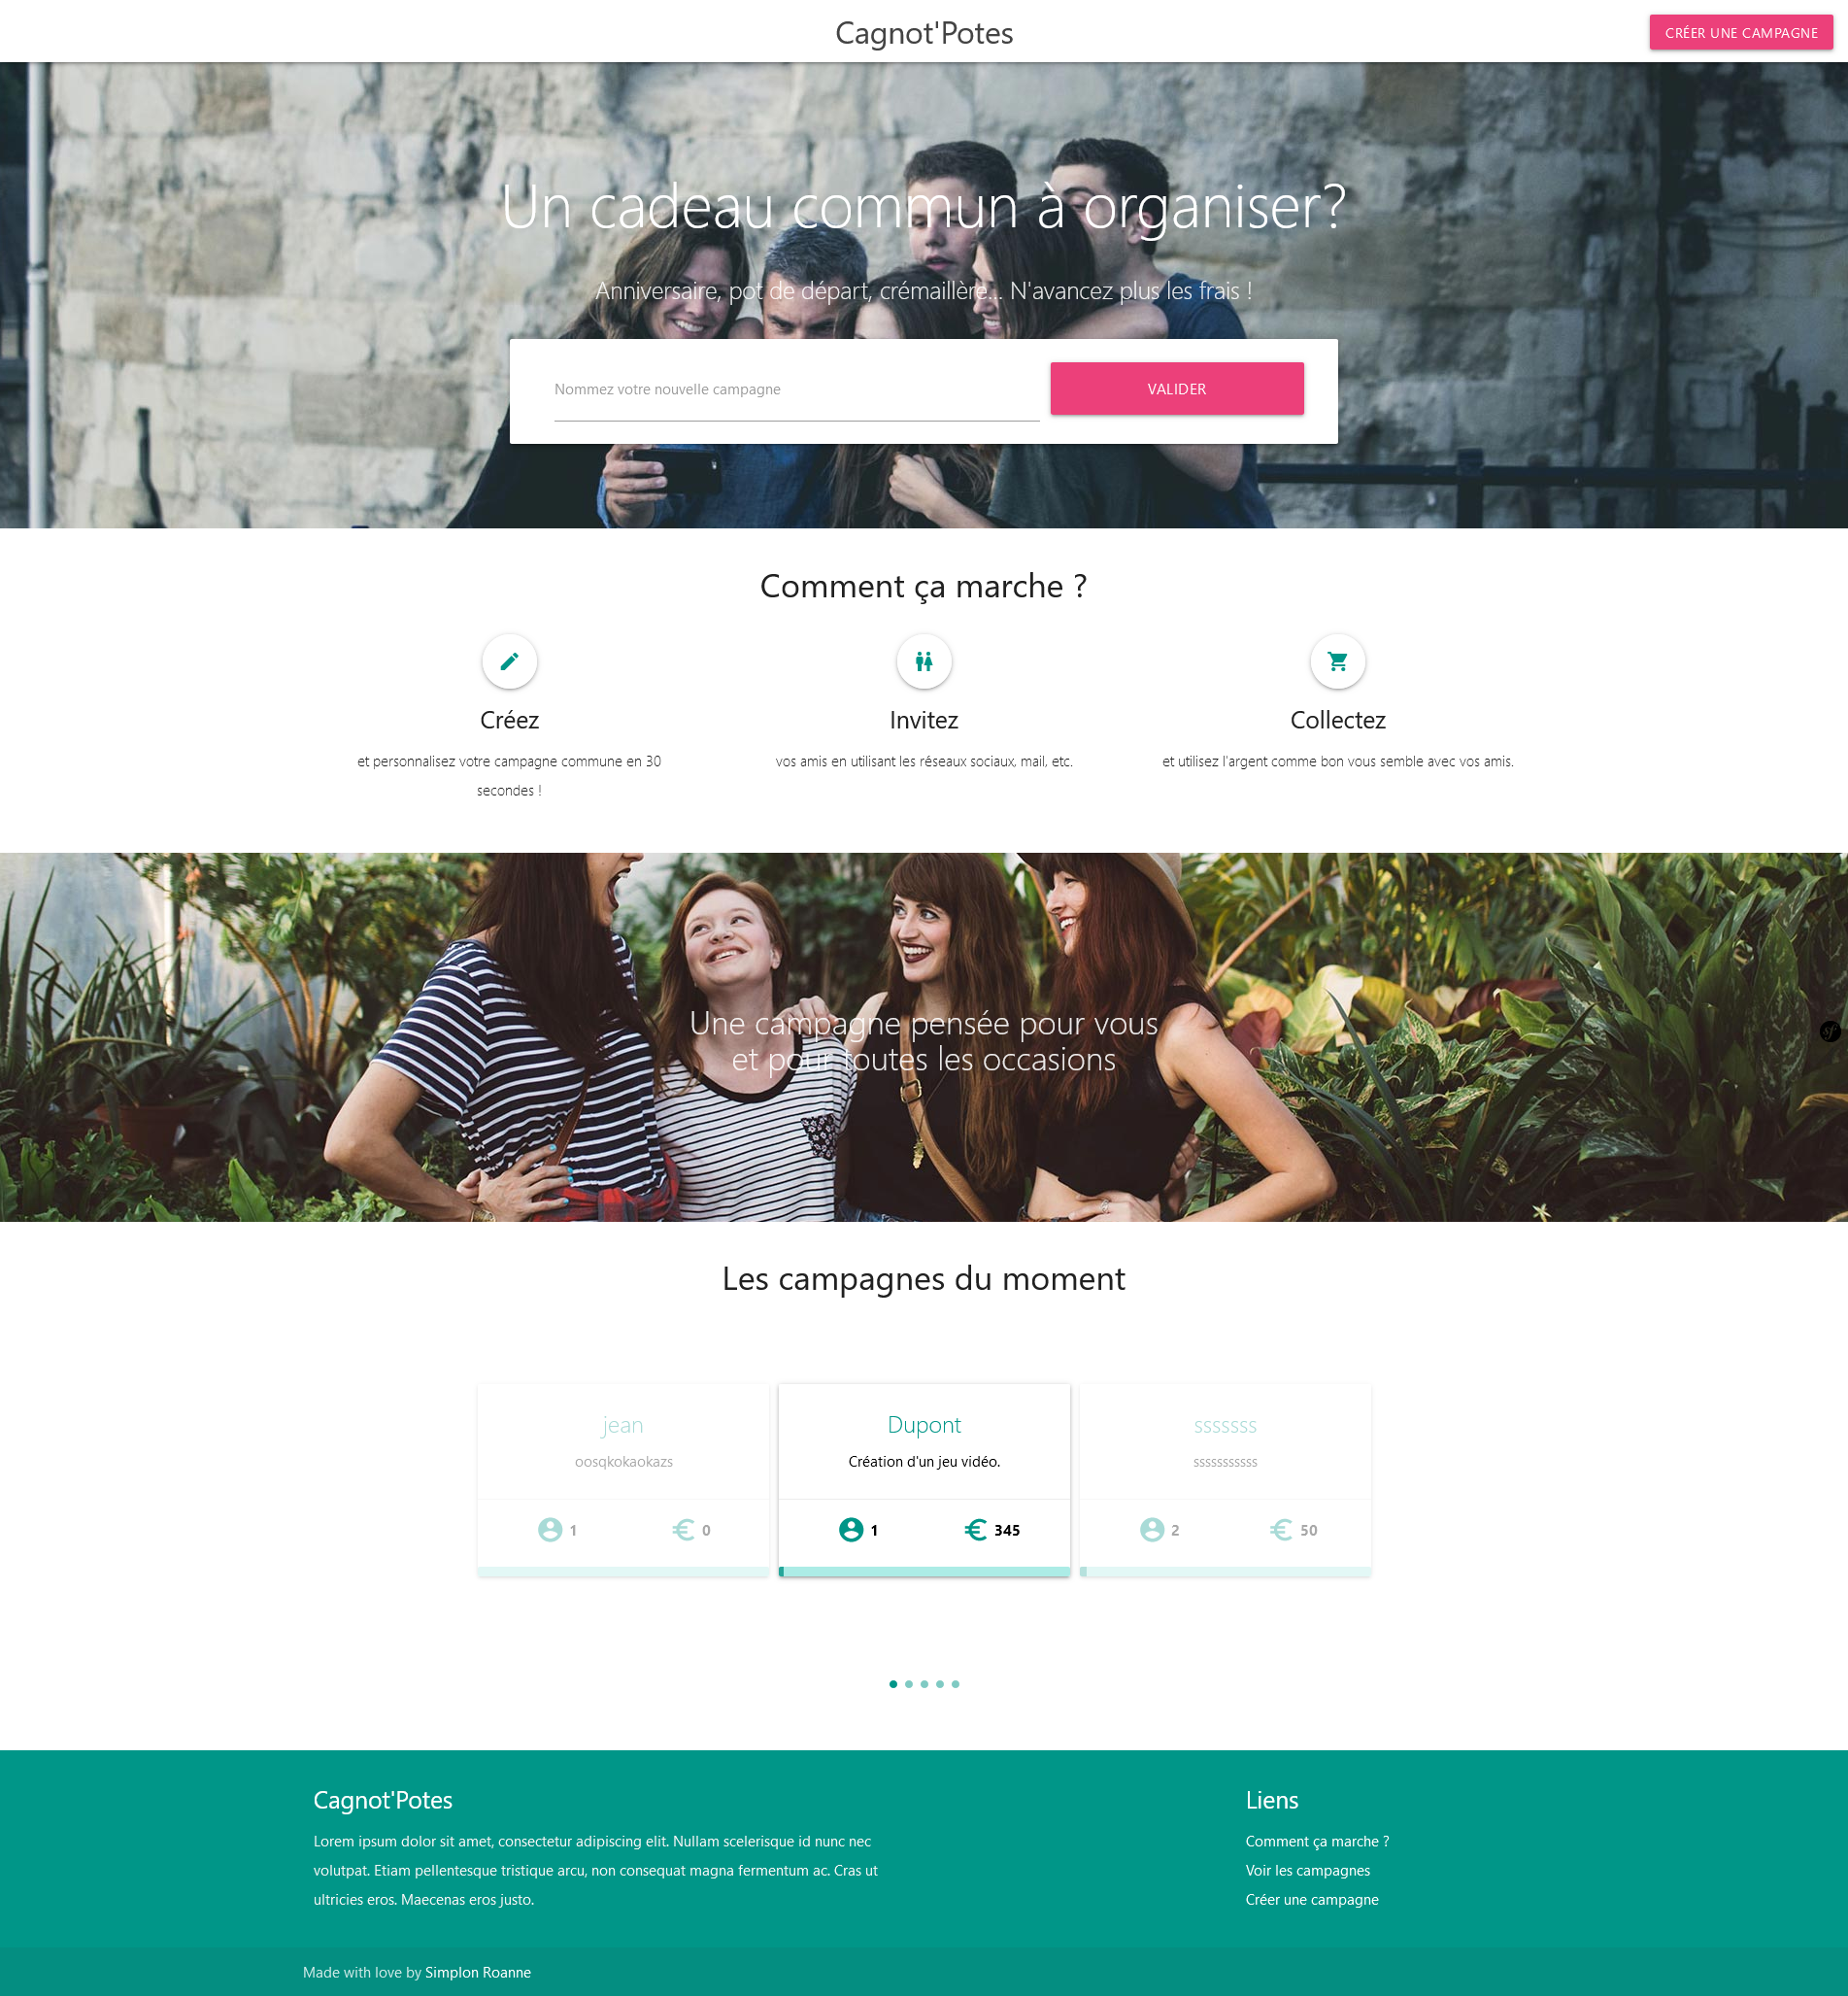 Cagnot'Potes
CRÉER UNE CAMPAGNE
Un cadeau commun à organiser?
Anniversaire, pot de départ, crémaillère... N'avancez plus les frais !
Nommez votre nouvelle campagne
VALIDER
Comment ça marche ?
Créez
et personnalisez votre campagne commune en 30
secondes !
Invitez
vos amis en utilisant les réseaux sociaux, mail, etc.
Collectez
et utilisez l'argent comme bon vous semble avec vos amis.
Une campagne pensée pour vous
et pour toutes les occasions
sf
Les campagnes du moment
jean
oosqkokaokazs
1
0
Dupont
Création d'un jeu vidéo.
1
345
sssssss
sssssssssss
2
50
Cagnot'Potes
Lorem ipsum dolor sit amet, consectetur adipiscing elit. Nullam scelerisque id nunc nec
volutpat. Etiam pellentesque tristique arcu, non consequat magna fermentum ac. Cras ut
ultricies eros. Maecenas eros justo.
Liens
Comment ça marche ?
Voir les campagnes
Créer une campagne
Made with love by Simplon Roanne